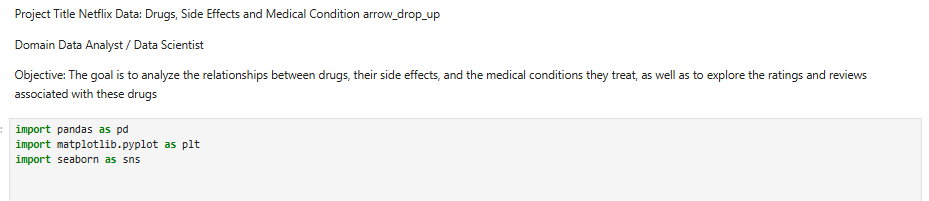 Project Title Netflix Data: Drugs, Side Effects and Medical Condition arrow_drop_up
Domain Data Analyst / Data Scientist
Objective: The goal is to analyze the relationships between drugs, their side effects, and the medical conditions they treat, as well as to explore the ratings and reviews
associated with these drugs
:
import pandas as pd
import matplotlib.pyplot as plt
import seaborn as sns